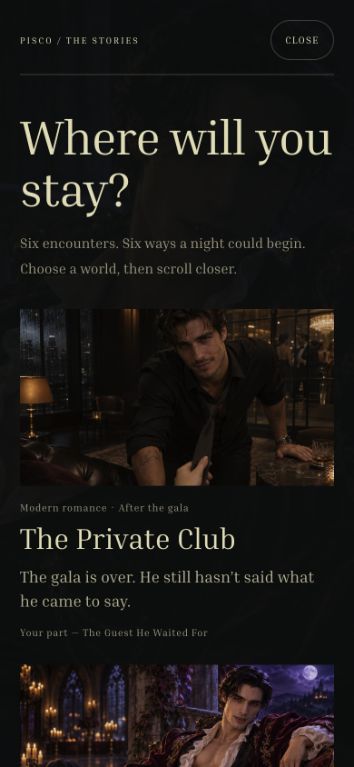 PISCO / THE STORIES
CLOSE
Where will you
stay?
Six encounters. Six ways a night could begin.
Choose a world, then scroll closer.
Modern romance · After the gala
The Private Club
The gala is over. He still hasn’t said what
he came to say.
Your part — The Guest He Waited For